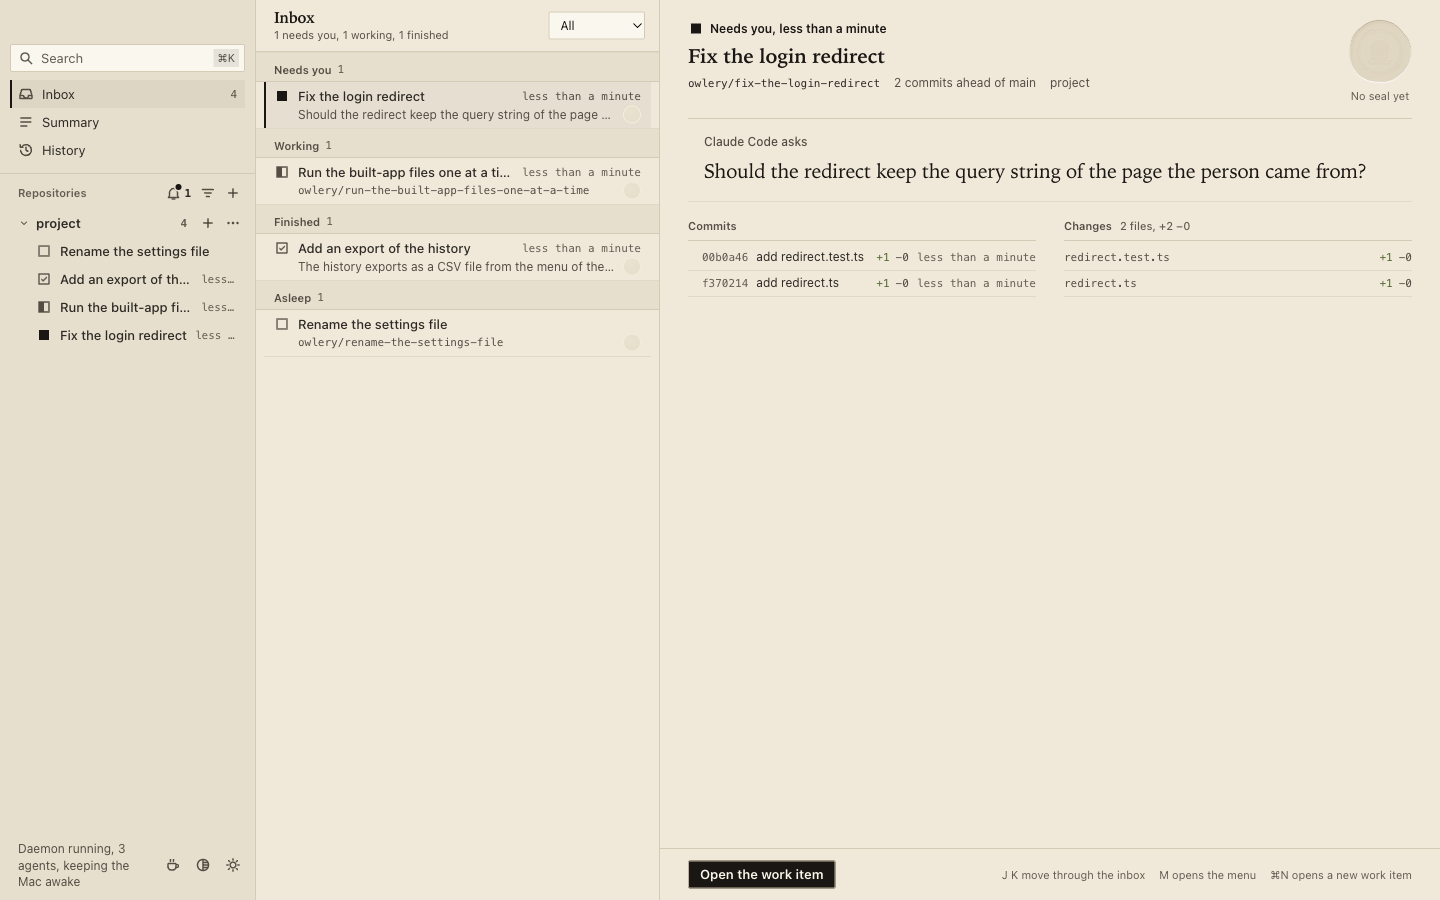 Search ⌘K
Inbox 4
Summary
History
Repositories 1
project 4
Rename the settings file
Add an export of th... less...
Run the built-app fi... less...
Fix the login redirect less ...
Daemon running, 3
agents, keeping the
Mac awake
Inbox
1 needs you, 1 working, 1 finished
All
Needs you 1
Fix the login redirect less than a minute
Should the redirect keep the query string of the page ...
Working 1
Run the built-app files one at a ti... less than a minute
owlery/run-the-built-app-files-one-at-a-time
Finished 1
Add an export of the history less than a minute
The history exports as a CSV file from the menu of the...
Asleep 1
Rename the settings file
owlery/rename-the-settings-file
Needs you, less than a minute
Fix the login redirect
owlery/fix-the-login-redirect 2 commits ahead of main project
No seal yet
Claude Code asks
Should the redirect keep the query string of the page the person came from?
Commits
00b0a46 add redirect.test.ts +1 −0 less than a minute
f370214 add redirect.ts +1 −0 less than a minute
Changes 2 files, +2 −0
redirect.test.ts +1 −0
redirect.ts +1 −0
Open the work item
J K move through the inbox M opens the menu ⌘N opens a new work item